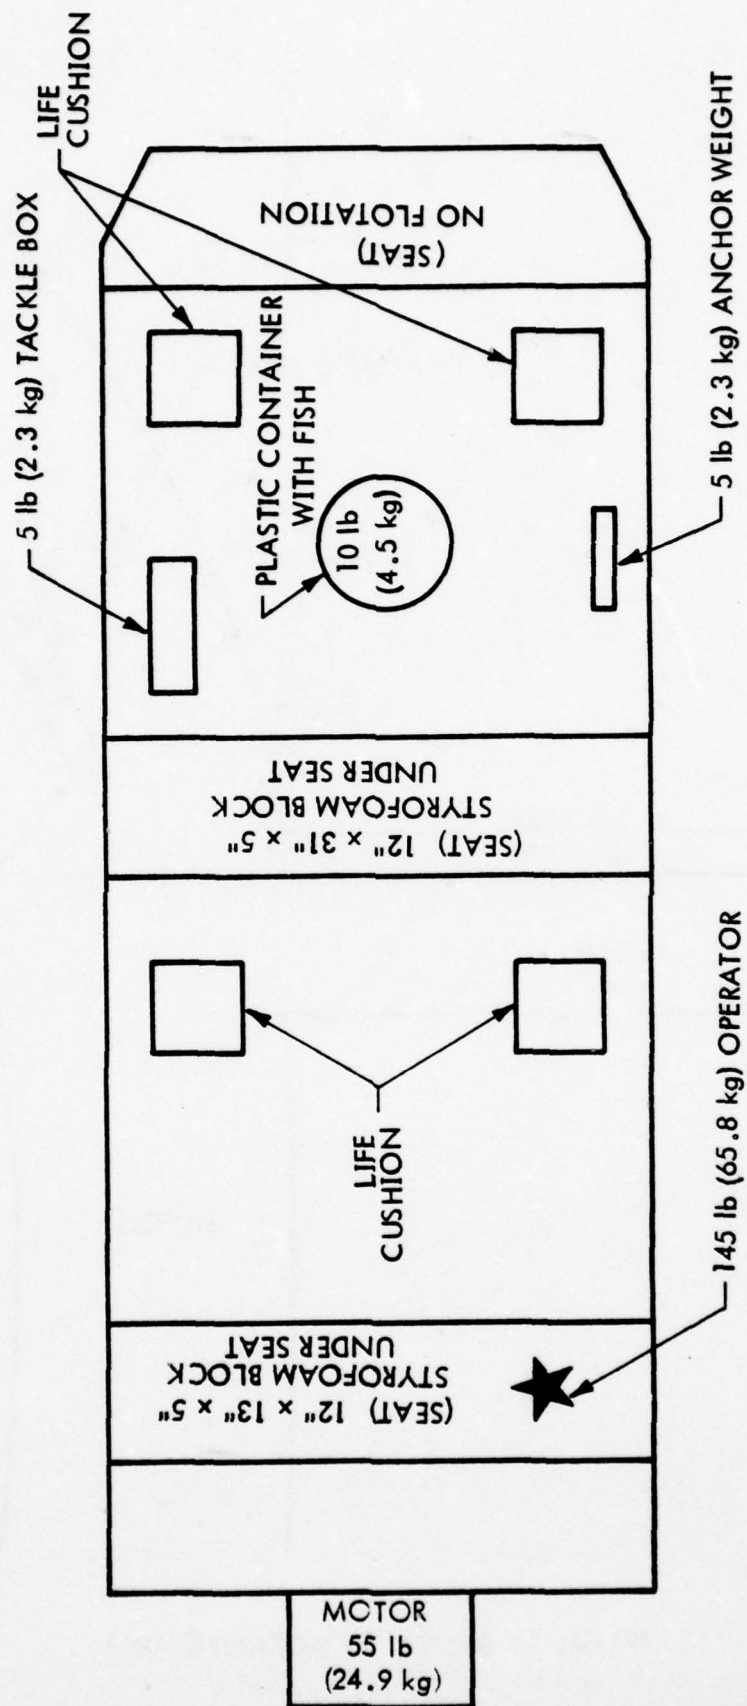 LIFE
CUSHION
5 lb (2.3 kg) TACKLE BOX
(SEAT)
NO FLOTATION
PLASTIC CONTAINER
WITH FISH
10 lb
(4.5 kg)
5 lb (2.3 kg) ANCHOR WEIGHT
(SEAT) 12" x 31" x 5"
STYROFOAM BLOCK
UNDER SEAT
LIFE
CUSHION
145 lb (65.8 kg) OPERATOR
(SEAT) 12" x 13" x 5"
STYROFOAM BLOCK
UNDER SEAT
MOTOR
55 lb
(24.9 kg)